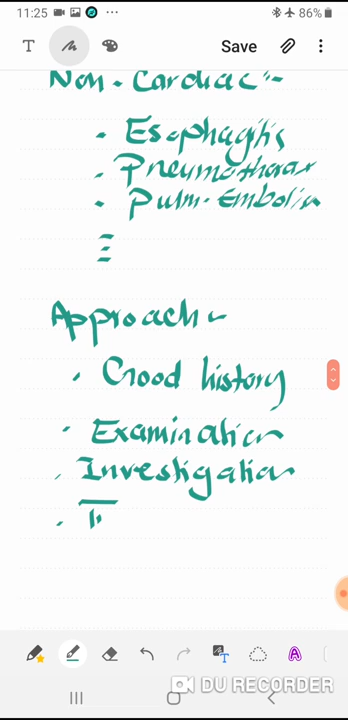 11:25 86%
T Save
Non-Cardiac :-
• Esophagitis
• Pneumothorax
• Pulm. Embolism
Approach -
• Good history
• Examination
• Investigation
DU RECORDER